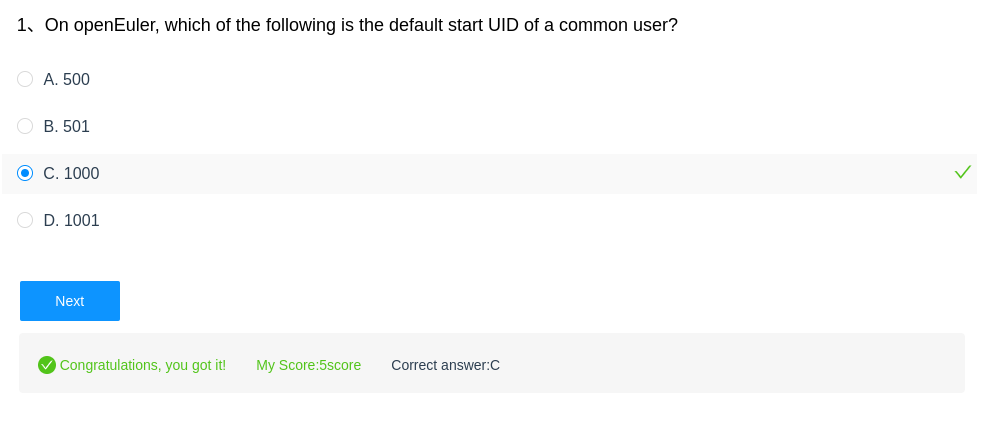 1、On openEuler, which of the following is the default start UID of a common user?
A. 500
B. 501
C. 1000
D. 1001
Next
Congratulations, you got it! My Score:5score Correct answer:C